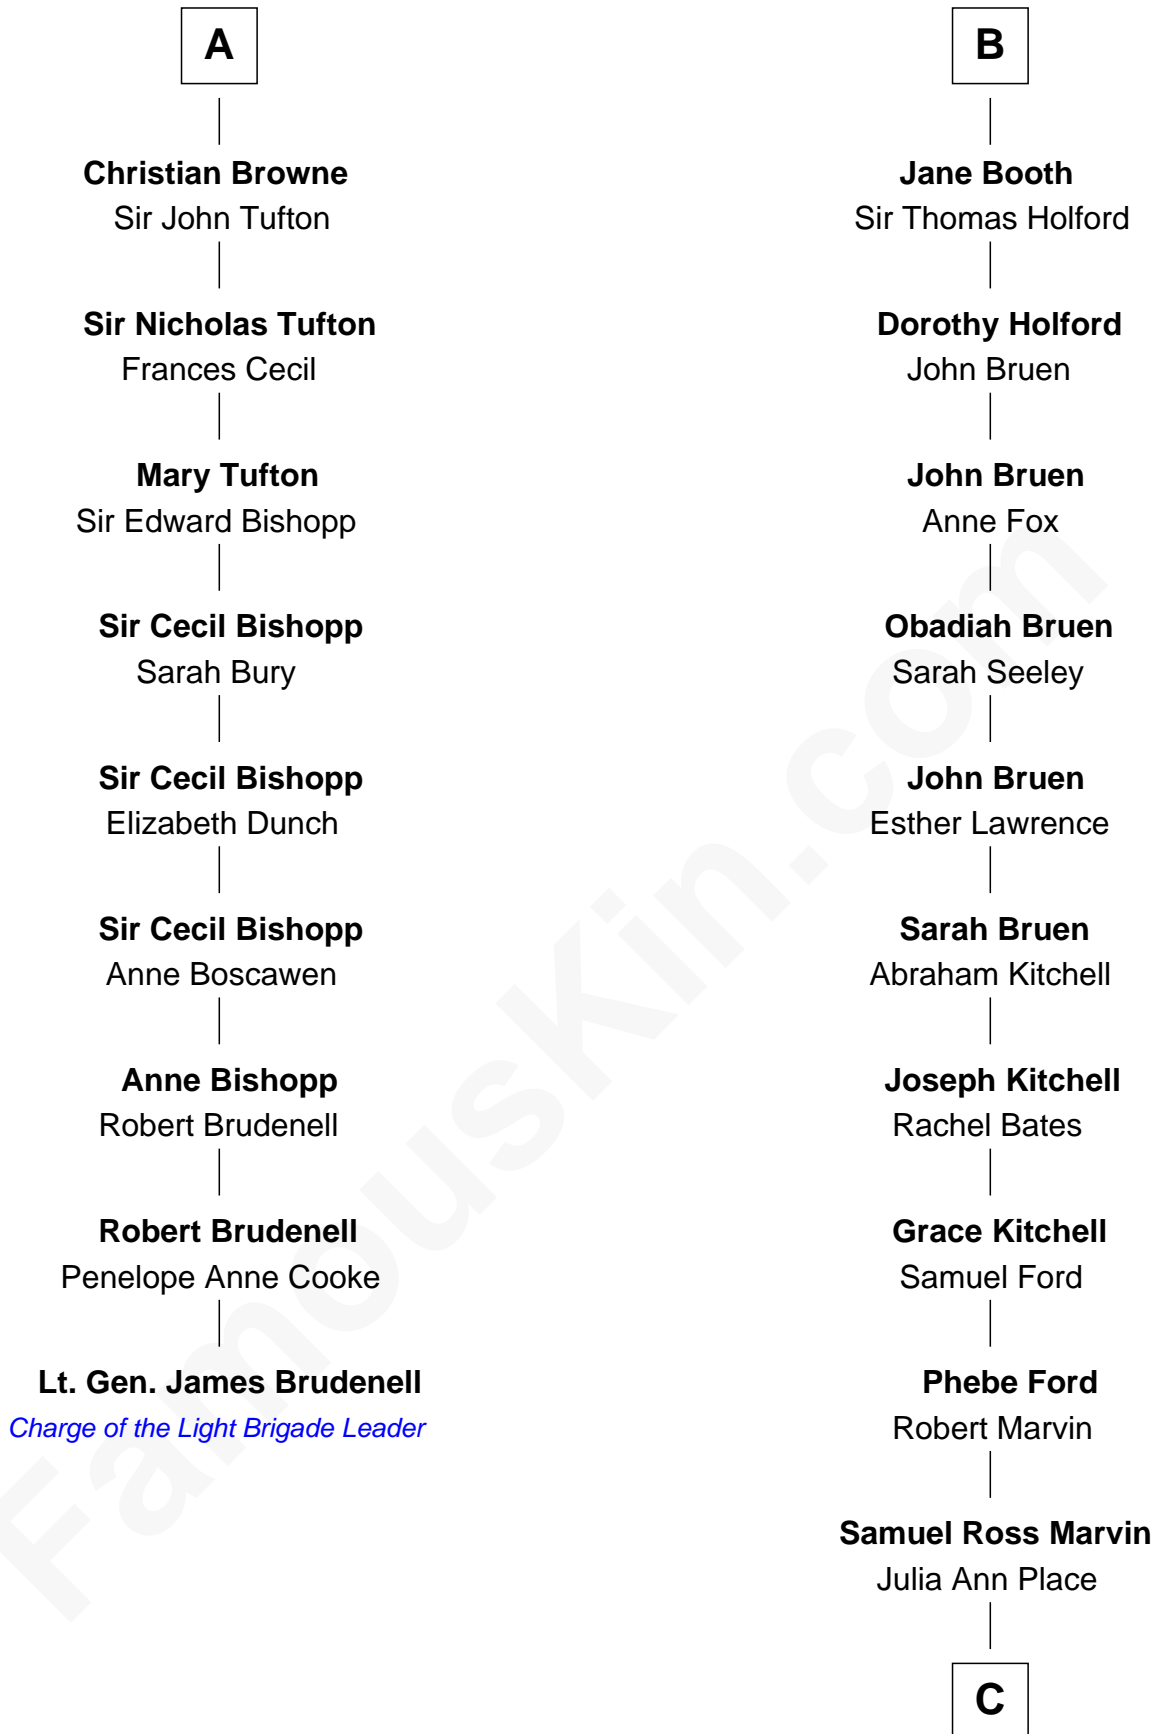 A
Christian Browne
Sir John Tufton
Sir Nicholas Tufton
Frances Cecil
Mary Tufton
Sir Edward Bishopp
Sir Cecil Bishopp
Sarah Bury
Sir Cecil Bishopp
Elizabeth Dunch
Sir Cecil Bishopp
Anne Boscawen
Anne Bishopp
Robert Brudenell
Robert Brudenell
Penelope Anne Cooke
Lt. Gen. James Brudenell
Charge of the Light Brigade Leader
B
Jane Booth
Sir Thomas Holford
Dorothy Holford
John Bruen
John Bruen
Anne Fox
Obadiah Bruen
Sarah Seeley
John Bruen
Esther Lawrence
Sarah Bruen
Abraham Kitchell
Joseph Kitchell
Rachel Bates
Grace Kitchell
Samuel Ford
Phebe Ford
Robert Marvin
Samuel Ross Marvin
Julia Ann Place
C
FamousKin.com